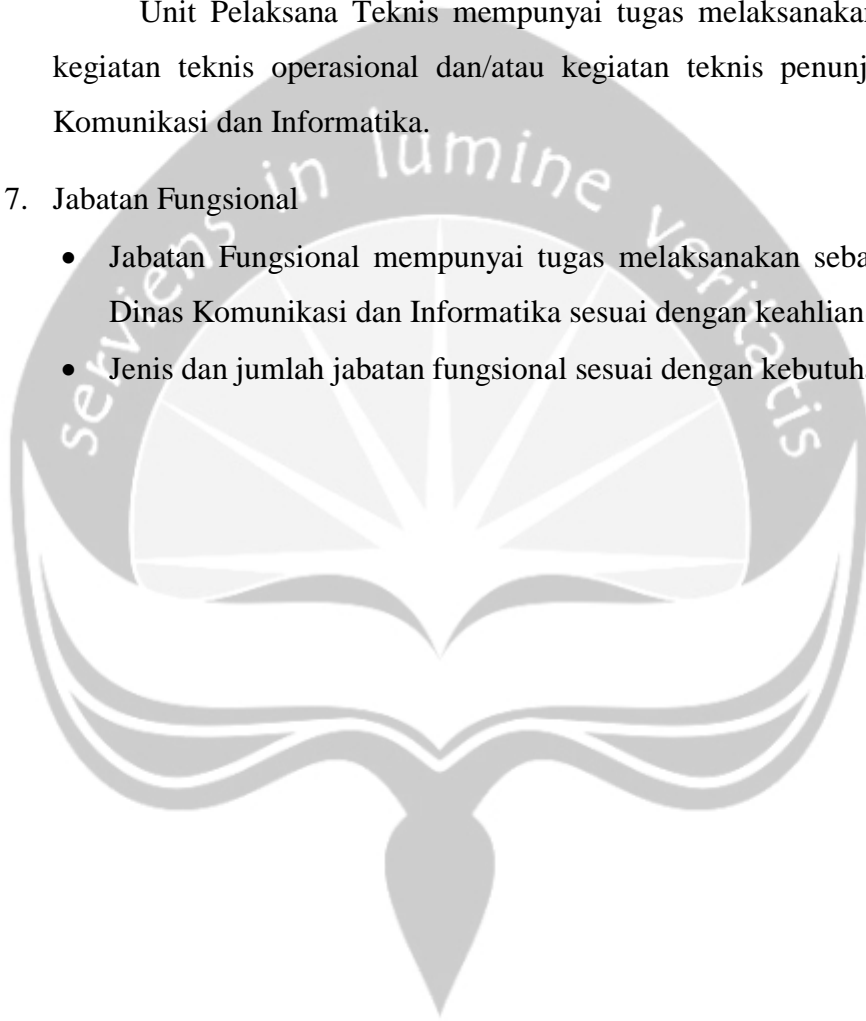 Unit Pelaksana Teknis mempunyai tugas melaksanakan
kegiatan teknis operasional dan/atau kegiatan teknis penunj
Komunikasi dan Informatika.
serviens in lumine veritatis
7. Jabatan Fungsional
• Jabatan Fungsional mempunyai tugas melaksanakan seba
Dinas Komunikasi dan Informatika sesuai dengan keahlian
• Jenis dan jumlah jabatan fungsional sesuai dengan kebutuh